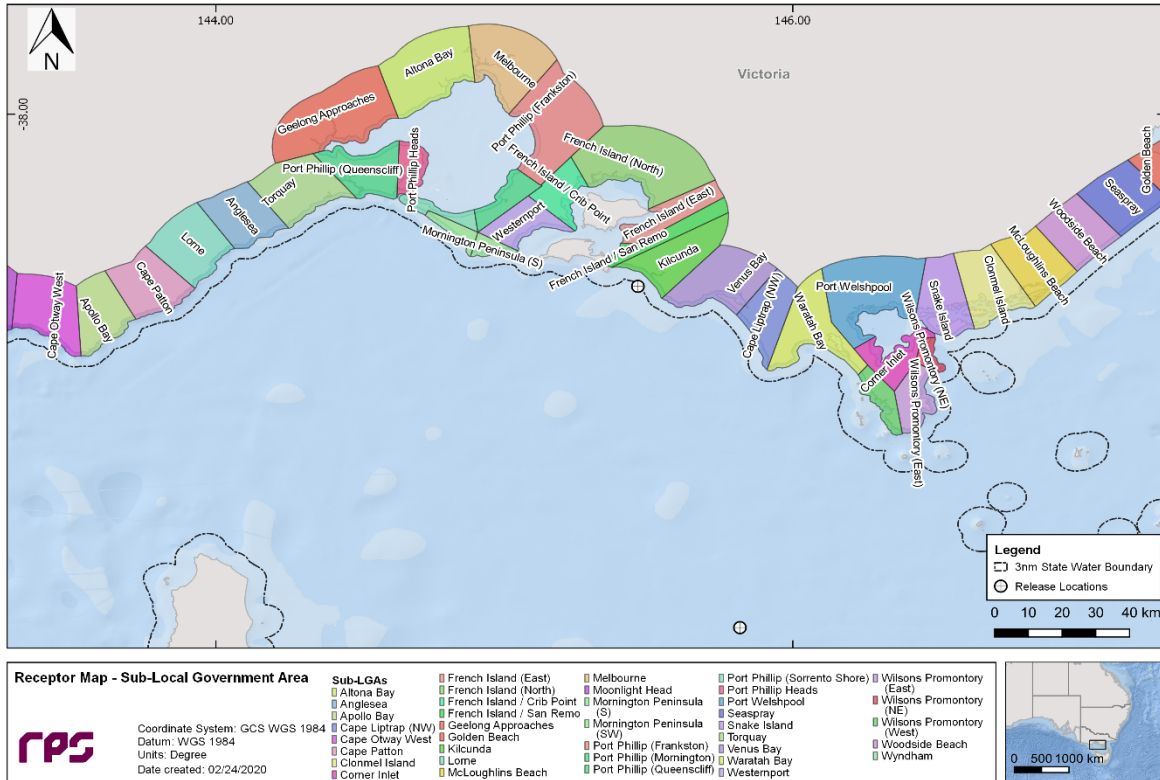 144.00
146.00
-38.00
N
Victoria
Altona Bay
Melbourne
Geelong Approaches
Port Phillip (Frankston)
Port Phillip (Queenscliff)
Port Phillip Heads
French Island (North)
French Island / Crib Point
Torquay
Anglesea
Lorne
Cape Patton
Apollo Bay
Cape Otway West
Westernport
Mornington Peninsula (S)
French Island (East)
French Island / San Remo
Kilcunda
Venus Bay
Cape Liptrap (NW)
Waratah Bay
Port Welshpool
Corner Inlet
Wilsons Promontory (NE)
Wilsons Promontory (East)
Snake Island
Clonmel Island
McLoughlins Beach
Woodside Beach
Seaspray
Golden Beach
Legend
3nm State Water Boundary
Release Locations
0 10 20 30 40 km
Receptor Map - Sub-Local Government Area
Coordinate System: GCS WGS 1984
Datum: WGS 1984
Units: Degree
Date created: 02/24/2020
rps
Sub-LGAs
Altona Bay
Anglesea
Apollo Bay
Cape Liptrap (NW)
Cape Otway West
Cape Patton
Clonmel Island
Corner Inlet
French Island (East)
French Island (North)
French Island / Crib Point
French Island / San Remo
Geelong Approaches
Golden Beach
Kilcunda
Lorne
McLoughlins Beach
Melbourne
Moonlight Head
Mornington Peninsula
(S)
Mornington Peninsula
(SW)
Port Phillip (Frankston)
Port Phillip (Mornington)
Port Phillip (Queenscliff)
Port Phillip (Sorrento Shore)
Port Phillip Heads
Port Welshpool
Seaspray
Snake Island
Torquay
Venus Bay
Waratah Bay
Westernport
Wilsons Promontory
(East)
Wilsons Promontory
(NE)
Wilsons Promontory
(West)
Woodside Beach
Wyndham
0 500 1000 km